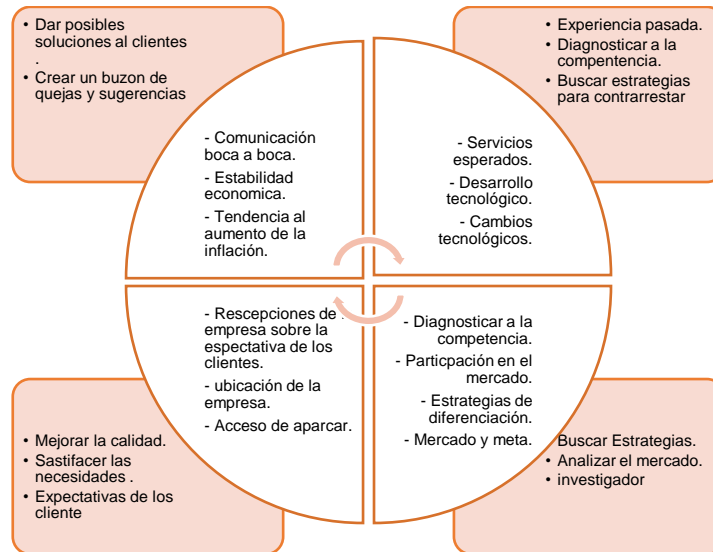 • Dar posibles
soluciones al clientes
.
• Crear un buzon de
quejas y sugerencias
• Experiencia pasada.
• Diagnosticar a la
compentencia.
• Buscar estrategias
para contrarrestar
- Comunicación
boca a boca.
- Estabilidad
economica.
- Tendencia al
aumento de la
inflación.
- Servicios
esperados.
- Desarrollo
tecnológico.
- Cambios
tecnológicos.
- Rescepciones de
empresa sobre la
espectativa de los
clientes.
- ubicación de la
empresa.
- Acceso de aparcar.
- Diagnosticar a la
competencia.
- Particpación en el
mercado.
- Estrategias de
diferenciación.
- Mercado y meta.
• Mejorar la calidad.
• Sastifacer las
necesidades .
• Expectativas de los
cliente
Buscar Estrategias.
• Analizar el mercado.
• investigador